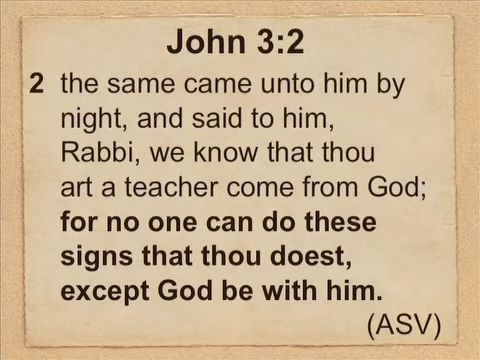 John 3:2
2 the same came unto him by
night, and said to him,
Rabbi, we know that thou
art a teacher come from God;
for no one can do these
signs that thou doest,
except God be with him.
(ASV)